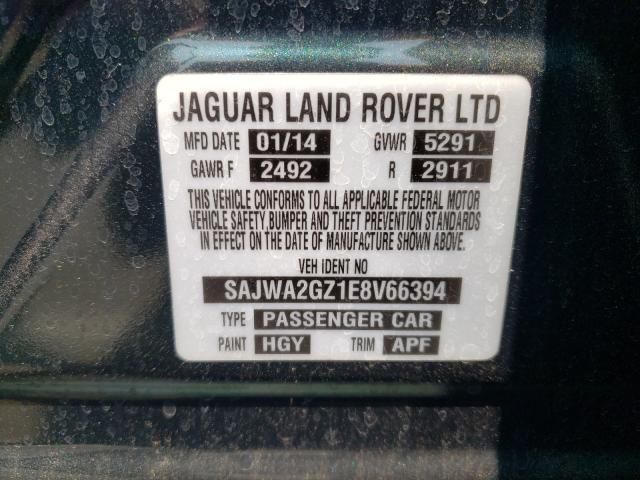 JAGUAR LAND ROVER LTD
MFD DATE 01/14 GVWR 5291
GAWR F 2492 R 2911
THIS VEHICLE CONFORMS TO ALL APPLICABLE FEDERAL MOTOR
VEHICLE SAFETY,BUMPER AND THEFT PREVENTION STANDARDS
IN EFFECT ON THE DATE OF MANUFACTURE SHOWN ABOVE.
VEH IDENT NO
SAJWA2GZ1E8V66394
TYPE PASSENGER CAR
PAINT HGY TRIM APF